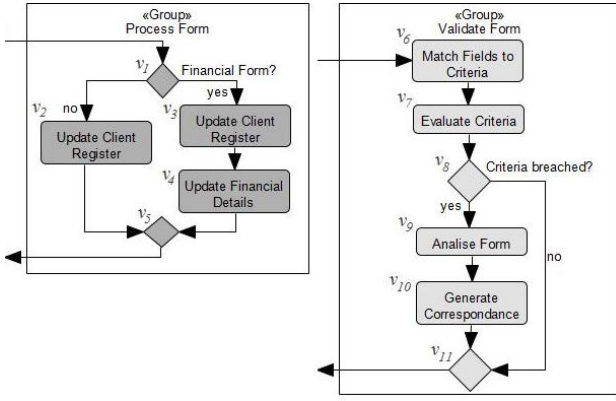 «Group»
Process Form
v1
Financial Form?
no
yes
v2
v3
Update Client
Register
Update Client
Register
v4
Update Financial
Details
v5
«Group»
Validate Form
v6
Match Fields to
Criteria
v7
Evaluate Criteria
v8
Criteria breached?
yes
v9
Analise Form
no
v10
Generate
Correspondance
v11